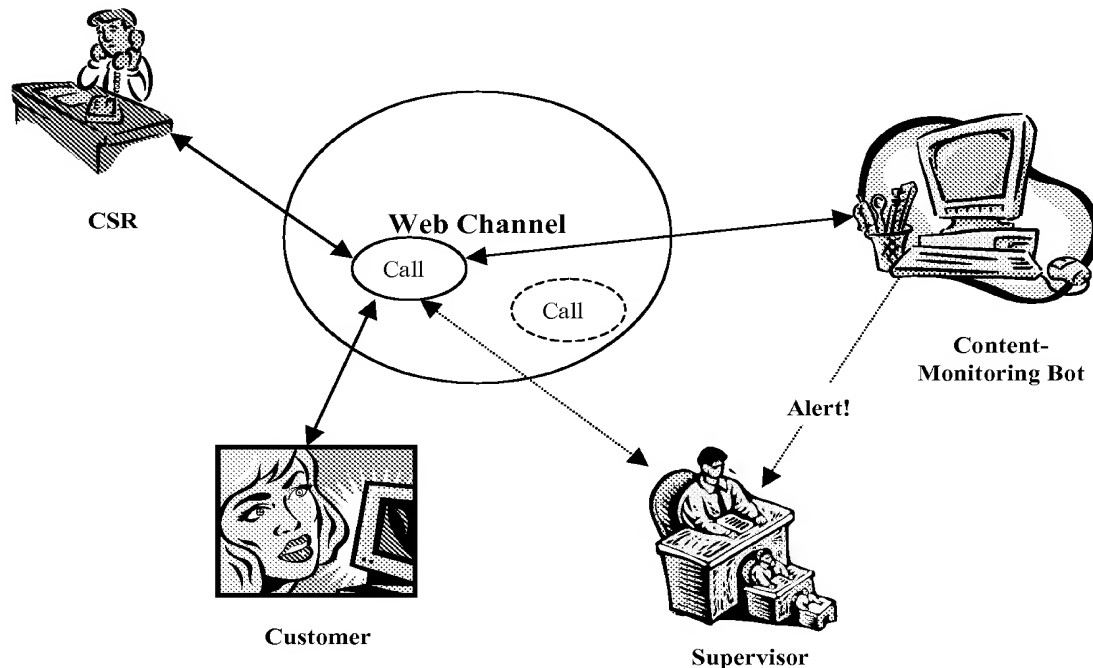 CSR
Web Channel
Call
Call
Content-
Monitoring Bot
Alert!
Customer
Supervisor